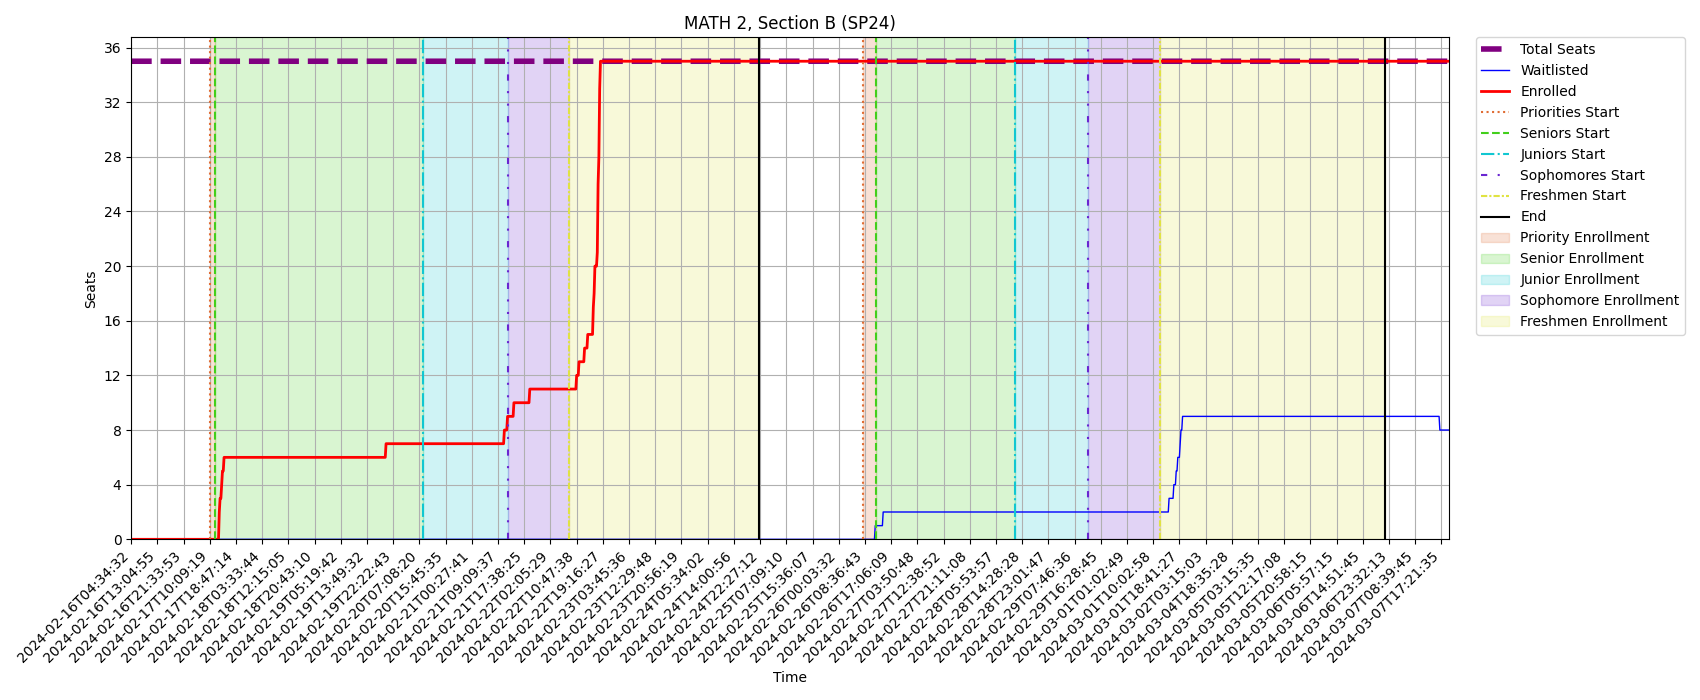 MATH 2, Section B (SP24)
Seats
36
32
28
24
20
16
12
8
4
0
2024-02-16T04:34:32
2024-02-16T13:04:55
2024-02-16T21:33:53
2024-02-17T10:09:19
2024-02-17T18:47:14
2024-02-18T03:33:44
2024-02-18T12:15:05
2024-02-18T20:43:10
2024-02-19T05:19:42
2024-02-19T13:49:32
2024-02-19T22:22:43
2024-02-20T07:08:20
2024-02-20T15:45:35
2024-02-21T00:27:41
2024-02-21T09:09:37
2024-02-21T17:38:25
2024-02-22T02:05:29
2024-02-22T10:47:38
2024-02-22T19:16:27
2024-02-23T03:45:36
2024-02-23T12:29:48
2024-02-23T20:56:19
2024-02-24T05:34:02
2024-02-24T14:00:56
2024-02-24T22:27:12
2024-02-25T07:09:10
2024-02-25T15:36:07
2024-02-26T00:03:32
2024-02-26T08:36:43
2024-02-26T17:06:09
2024-02-27T03:50:48
2024-02-27T12:38:52
2024-02-27T21:11:08
2024-02-28T05:53:57
2024-02-28T14:28:28
2024-02-28T23:01:47
2024-02-29T07:46:36
2024-02-29T16:28:45
2024-03-01T01:02:49
2024-03-01T10:02:58
2024-03-01T18:41:27
2024-03-02T03:15:03
2024-03-04T18:35:28
2024-03-05T03:15:35
2024-03-05T12:17:08
2024-03-05T20:58:15
2024-03-06T05:57:15
2024-03-06T14:51:45
2024-03-06T23:32:13
2024-03-07T08:39:45
2024-03-07T17:21:35
Time
Total Seats
Waitlisted
Enrolled
Priorities Start
Seniors Start
Juniors Start
Sophomores Start
Freshmen Start
End
Priority Enrollment
Senior Enrollment
Junior Enrollment
Sophomore Enrollment
Freshmen Enrollment